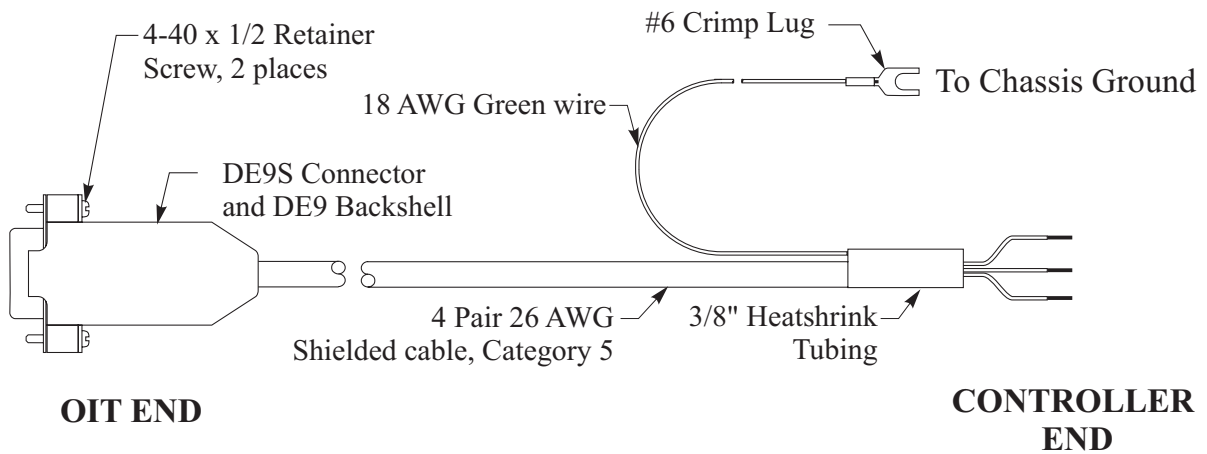 4-40 x 1/2 Retainer
Screw, 2 places
#6 Crimp Lug
To Chassis Ground
18 AWG Green wire
DE9S Connector
and DE9 Backshell
4 Pair 26 AWG
Shielded cable, Category 5
3/8" Heatshrink
Tubing
OIT END
CONTROLLER
END